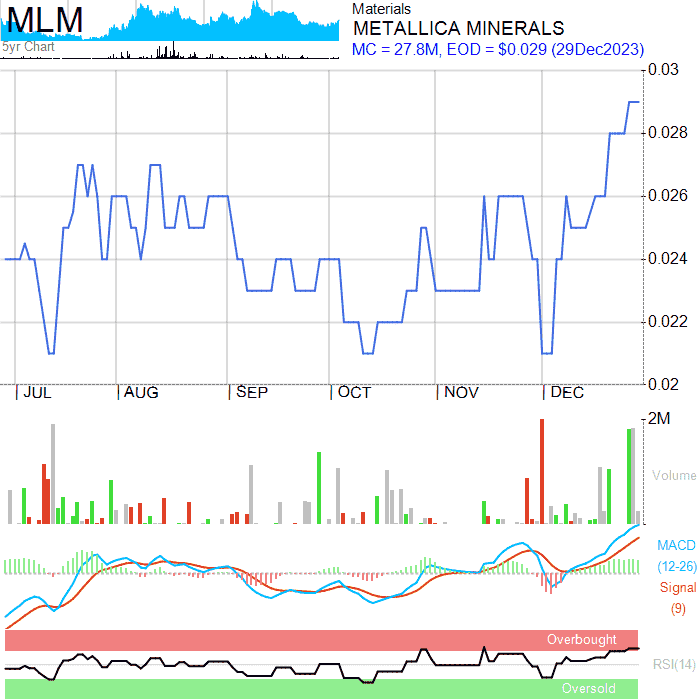 MLM
5yr Chart
Materials
METALLICA MINERALS
MC = 27.8M, EOD = $0.029 (29Dec2023)
0.03
0.028
0.026
0.024
0.022
0.02
JUL AUG SEP OCT NOV DEC
2M
Volume
MACD
(12-26)
Signal
(9)
Overbought
RSI(14)
Oversold